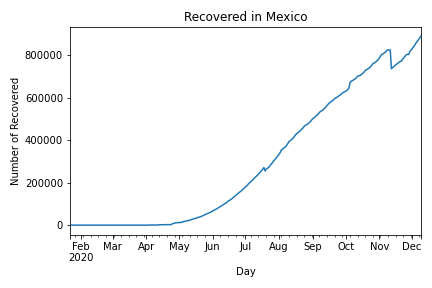 Recovered in Mexico
Number of Recovered
800000
600000
400000
200000
0
Feb Mar Apr May Jun Jul Aug Sep Oct Nov Dec
2020
Day